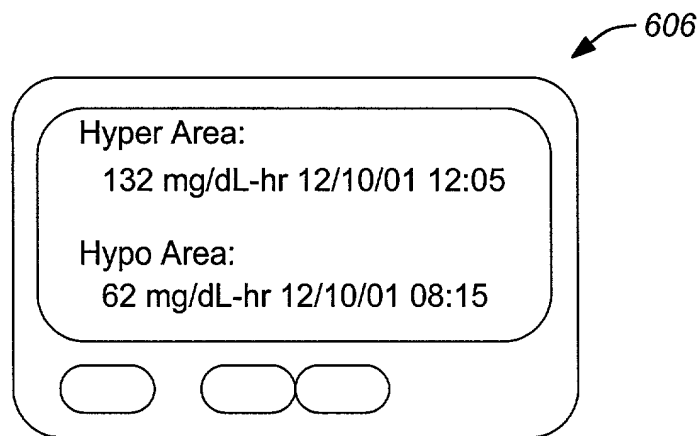 606
Hyper Area:
132 mg/dL-hr 12/10/01 12:05
Hypo Area:
62 mg/dL-hr 12/10/01 08:15